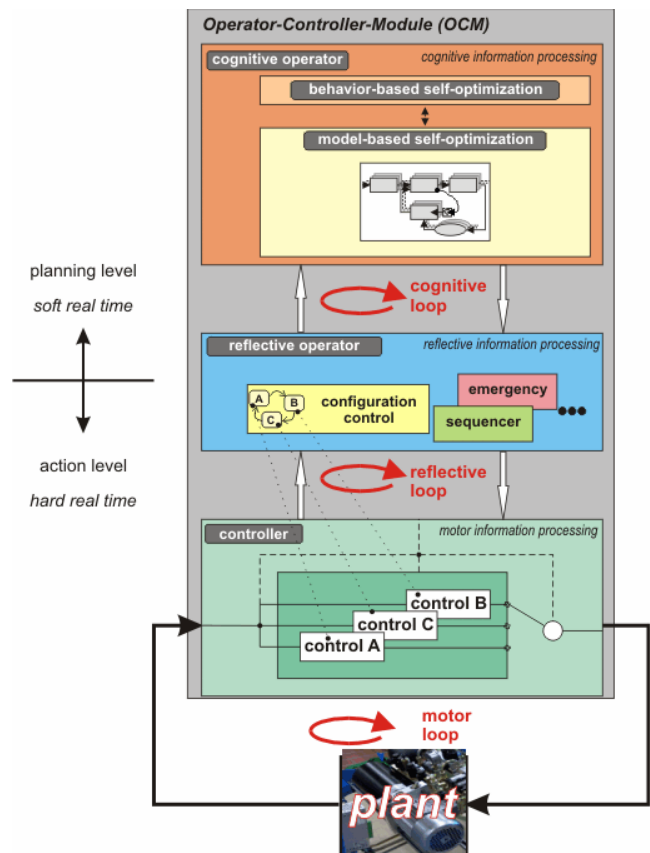 Operator-Controller-Module (OCM)
cognitive operator
cognitive information processing
behavior-based self-optimization
model-based self-optimization
planning level
soft real time
cognitive
loop
reflective operator
reflective information processing
A
B
C
configuration
control
emergency
sequencer
action level
hard real time
reflective
loop
controller
motor information processing
control B
control C
control A
motor
loop
plant